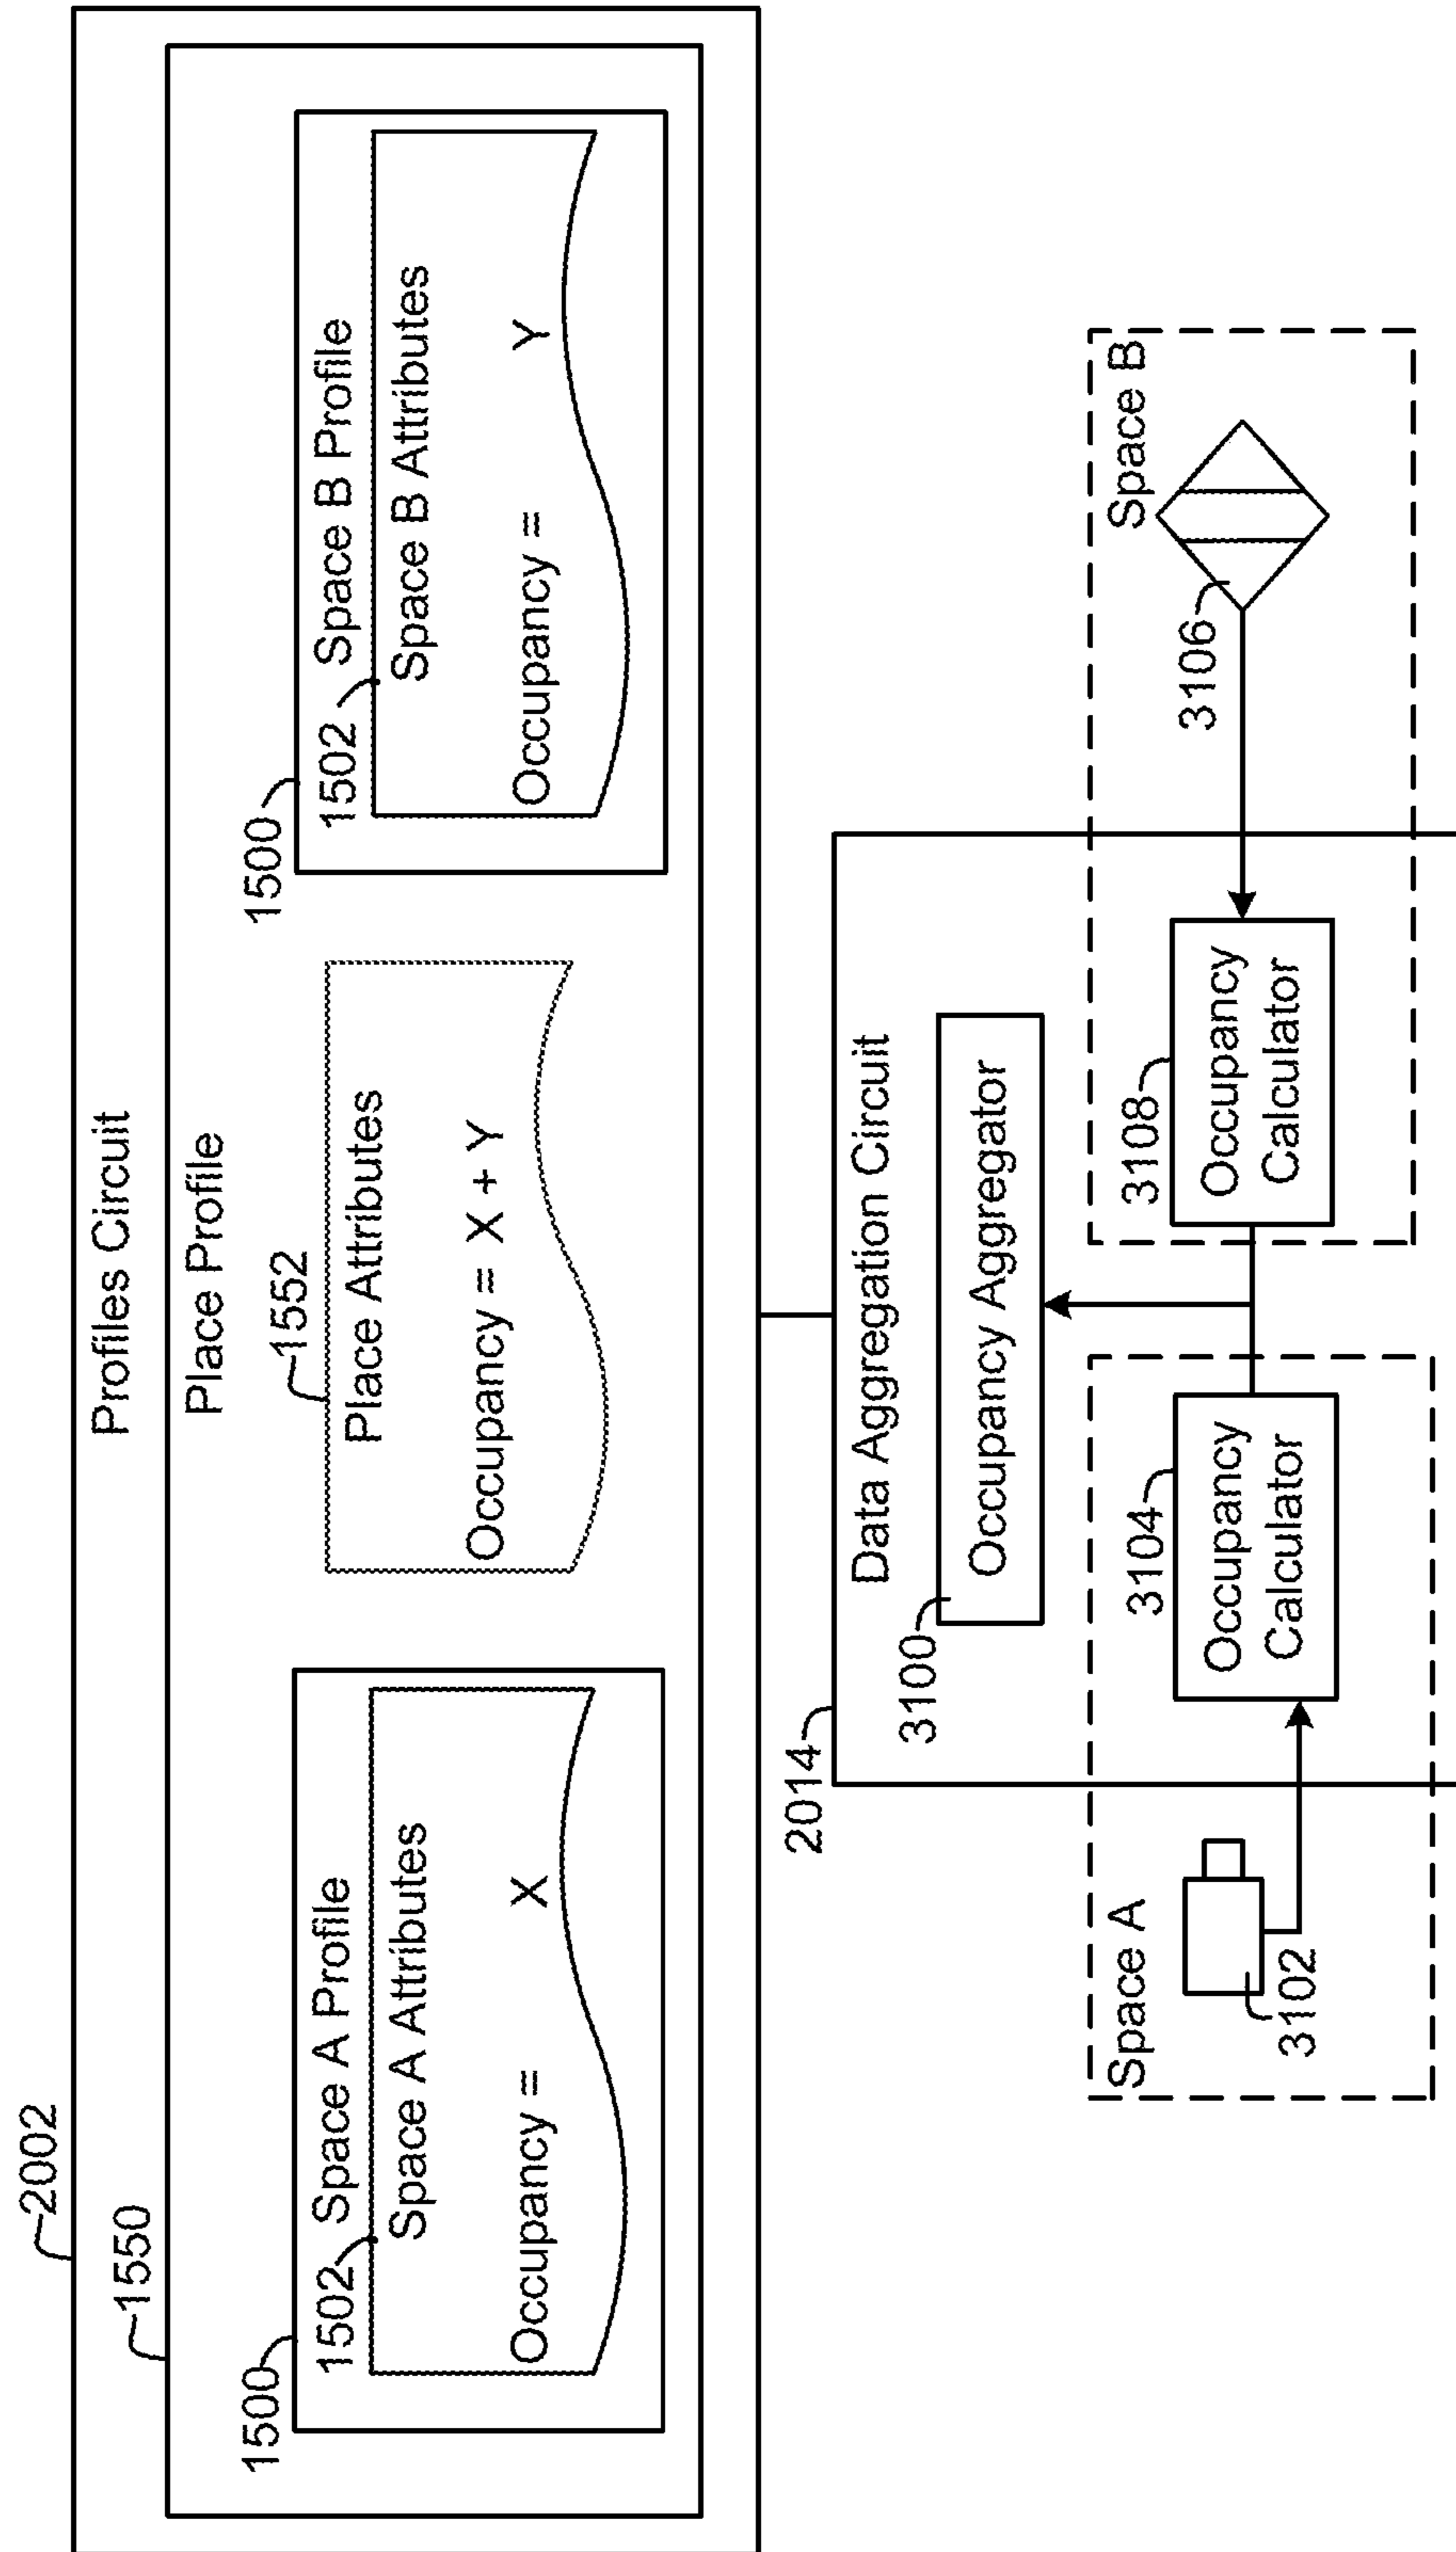 2002
Profiles Circuit
1550
Place Profile
1500
1502
Space A Profile
Space A Attributes
Occupancy = X
1552
Place Attributes
Occupancy = X + Y
1500
1502
Space B Profile
Space B Attributes
Occupancy = Y
2014
Data Aggregation Circuit
3100
Occupancy Aggregator
Space A
3102
3104
Occupancy
Calculator
3108
Occupancy
Calculator
Space B
3106